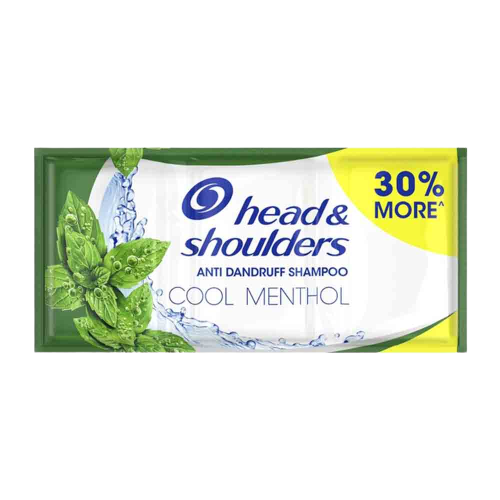 30%
MORE^
head &
shoulders
ANTI DANDRUFF SHAMPOO
COOL MENTHOL